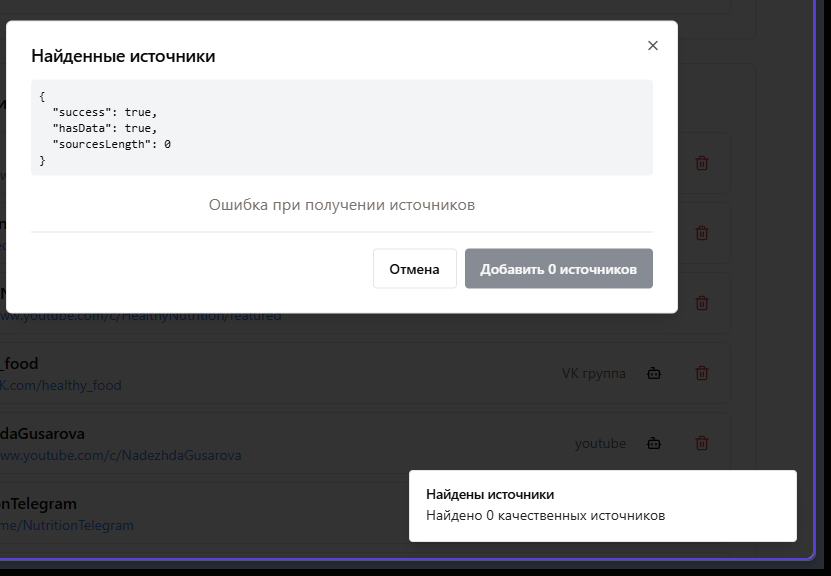 Найденные источники
{
"success": true,
"hasData": true,
"sourcesLength": 0
}
Ошибка при получении источников
Отмена
Добавить 0 источников
ww.youtube.com/c/HealthyNutrition/featured
_food
K.com/healthy_food
VK группа
daGusarova
ww.youtube.com/c/NadezhdaGusarova
youtube
nTelegram
me/NutritionTelegram
Найдены источники
Найдено 0 качественных источников